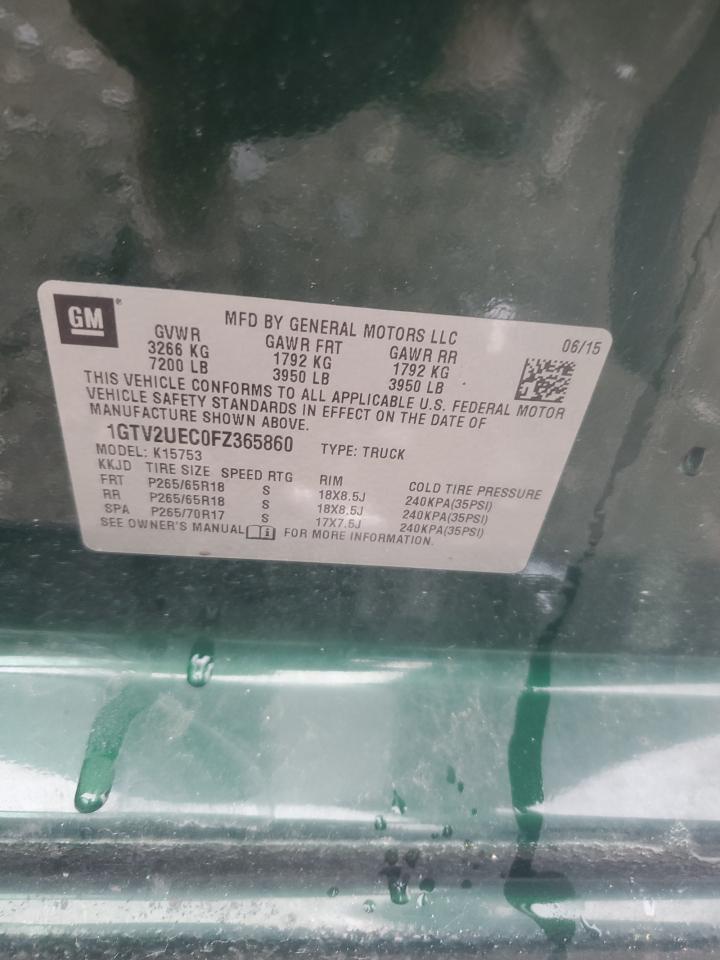 GM
MFD BY GENERAL MOTORS LLC
06/15
GVWR GAWR FRT GAWR RR
3266 KG 1792 KG 1792 KG
7200 LB 3950 LB 3950 LB
THIS VEHICLE CONFORMS TO ALL APPLICABLE U.S. FEDERAL MOTOR
VEHICLE SAFETY STANDARDS IN EFFECT ON THE DATE OF
MANUFACTURE SHOWN ABOVE.
1GTV2UEC0FZ365860 TYPE: TRUCK
MODEL: K15753
KKJD TIRE SIZE SPEED RTG RIM COLD TIRE PRESSURE
FRT P265/65R18 S 18X8.5J 240KPA(35PSI)
RR P265/65R18 S 18X8.5J 240KPA(35PSI)
SPA P265/70R17 S 17X7.5J 240KPA(35PSI)
SEE OWNER'S MANUAL FOR MORE INFORMATION.